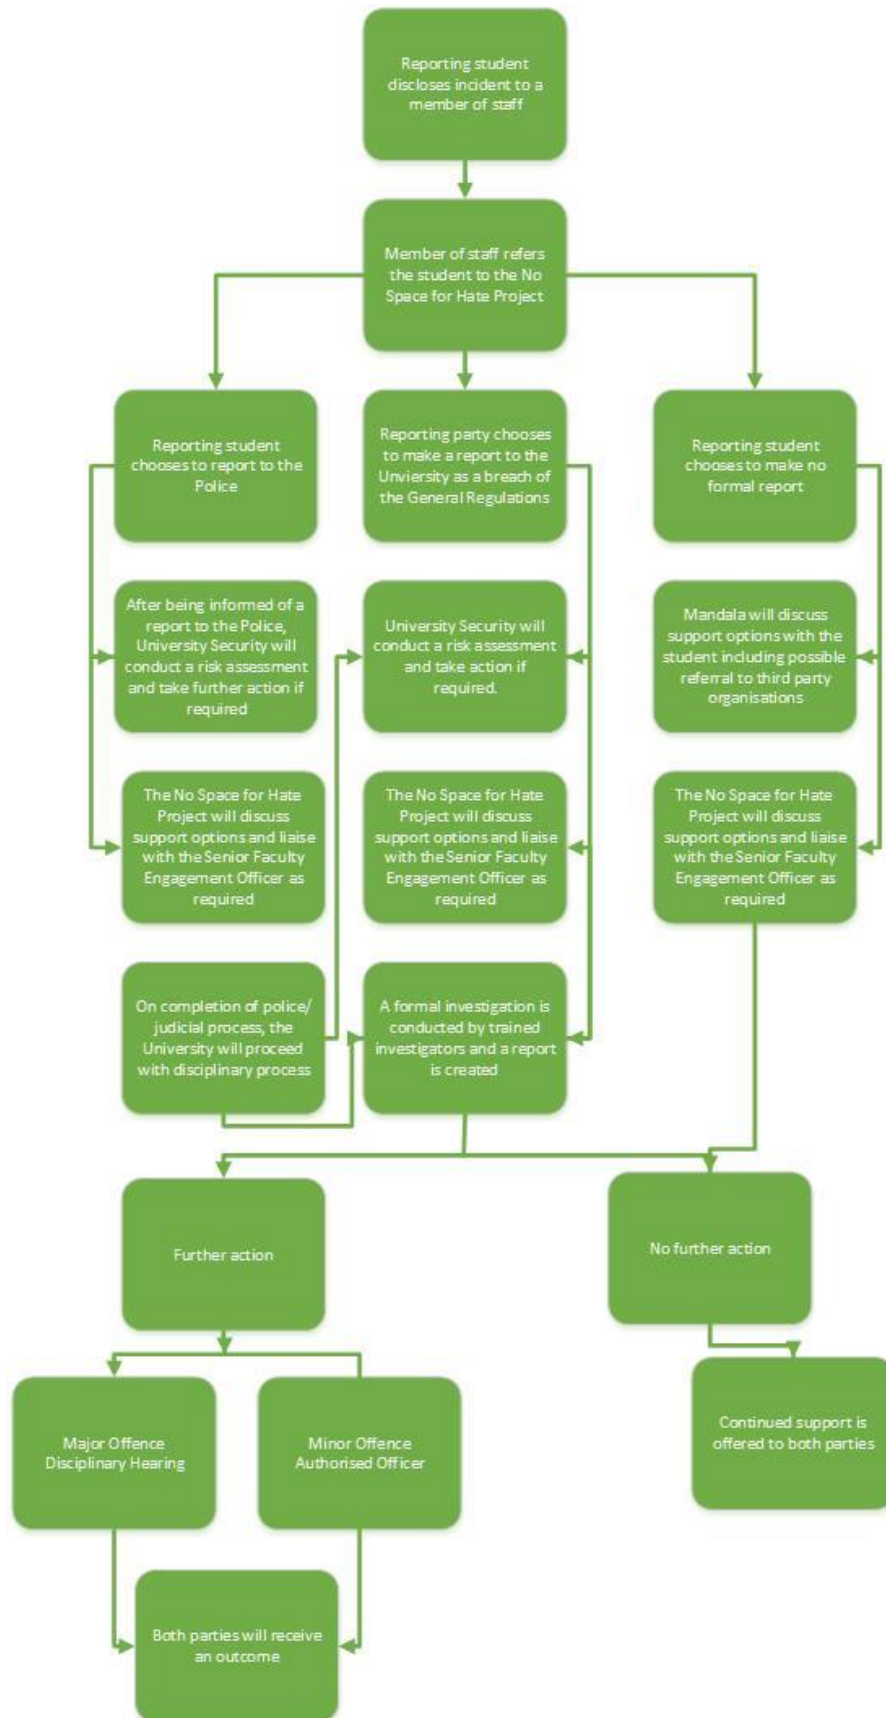 Reporting student
discloses incident to a
member of staff
Member of staff refers
the student to the No
Space for Hate Project
Reporting student
chooses to report to the
Police
Reporting party chooses
to make a report to the
Unviersity as a breach of
the General Regulations
Reporting student
chooses to make no
formal report
After being informed of a
report to the Police,
University Security will
conduct a risk assessment
and take further action if
required
University Security will
conduct a risk assessment
and take action if
required.
Mandala will discuss
support options with the
student including possible
referral to third party
organisations
The No Space for Hate
Project will discuss
support options and liaise
with the Senior Faculty
Engagement Officer as
required
The No Space for Hate
Project will discuss
support options and liaise
with the Senior Faculty
Engagement Officer as
required
The No Space for Hate
Project will discuss
support options and liaise
with the Senior Faculty
Engagement Officer as
required
On completion of police/
judicial process, the
University will proceed
with disciplinary process
A formal investigation is
conducted by trained
investigators and a report
is created
Further action
No further action
Major Offence
Disciplinary Hearing
Minor Offence
Authorised Officer
Continued support is
offered to both parties
Both parties will receive
an outcome